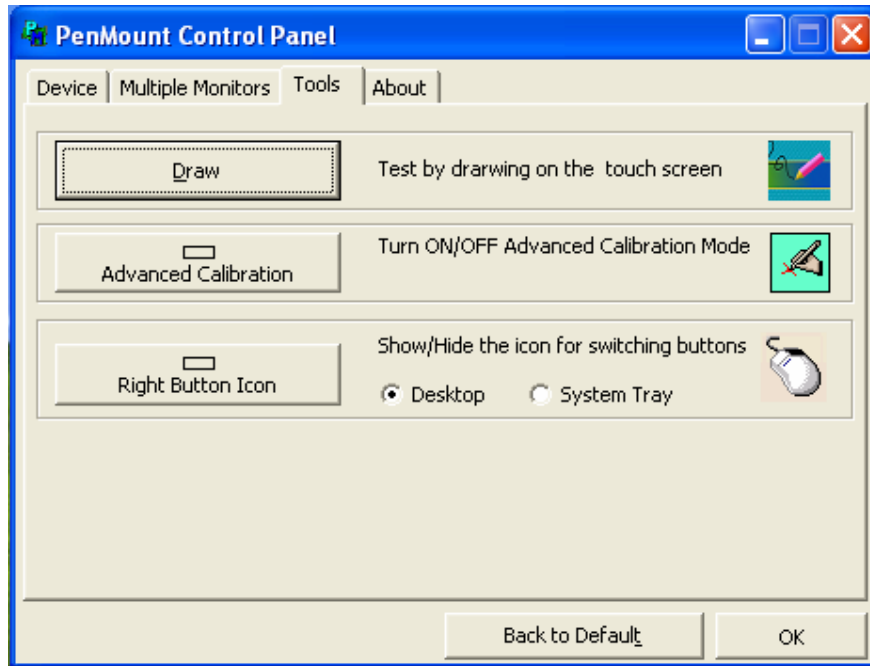 PenMount Control Panel
Device Multiple Monitors Tools About
Draw Test by drarwing on the touch screen
Turn ON/OFF Advanced Calibration Mode
Advanced Calibration
Show/Hide the icon for switching buttons
Right Button Icon
Desktop System Tray
Back to Default OK